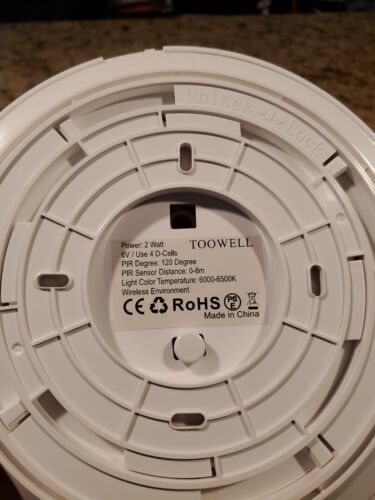 Unlock Lock
Power: 2 Watt
TOOWELL
6V / Use 4 D-Cells
PIR Degree: 120 Degree
PIR Sensor Distance: 0-8m
Light Color Temperature: 6000-6500K
Wireless Environment
CE RoHS PS E
Made in China